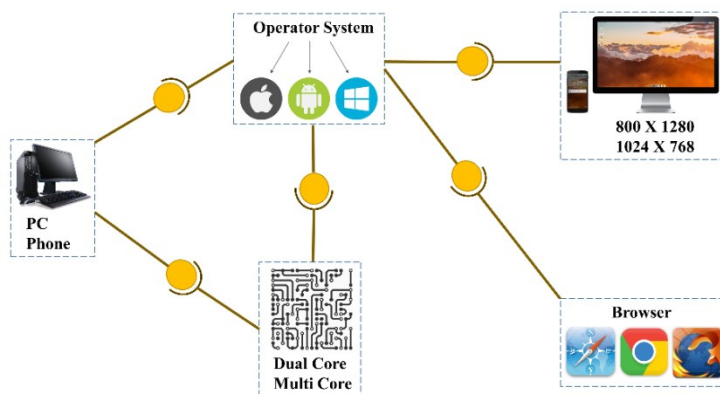 Operator System
800 X 1280
1024 X 768
PC
Phone
Dual Core
Multi Core
Browser